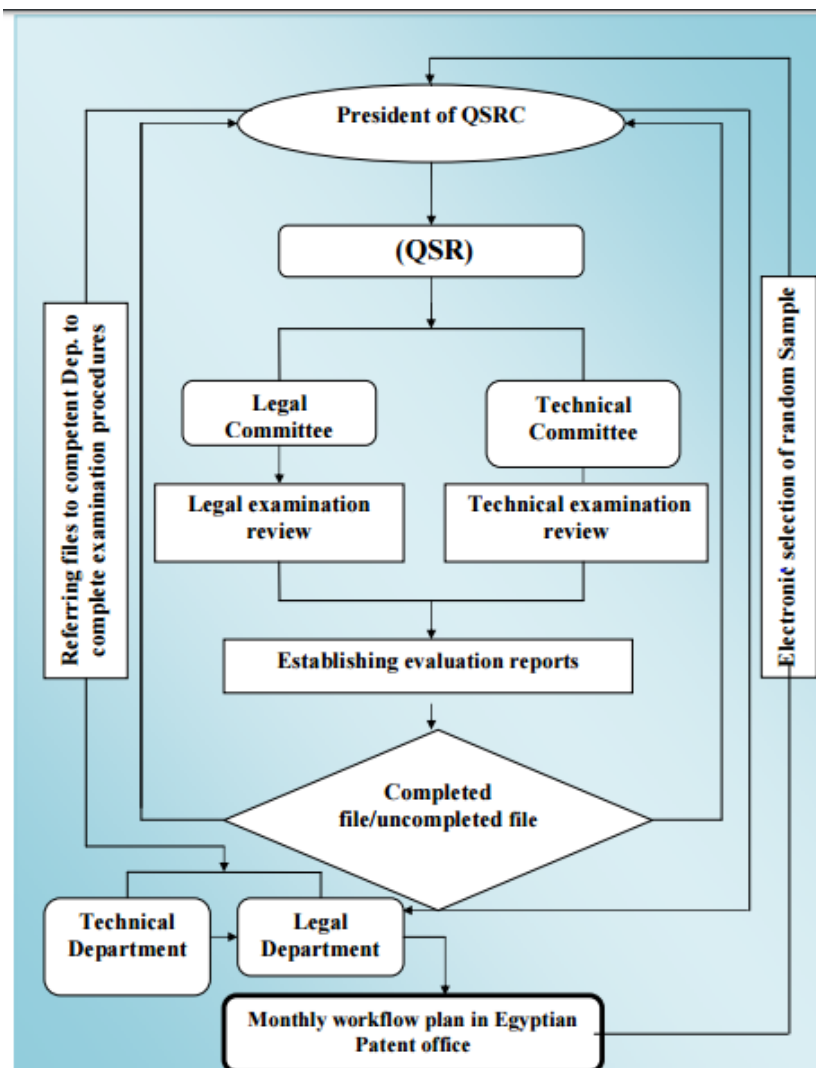 President of QSRC
(QSR)
Referring files to competent Dep. to
complete examination procedures
Legal
Committee
Technical
Committee
Electronic selection of random Sample
Legal examination
review
Technical examination
review
Establishing evaluation reports
Completed
file/uncompleted file
Technical
Department
Legal
Department
Monthly workflow plan in Egyptian
Patent office